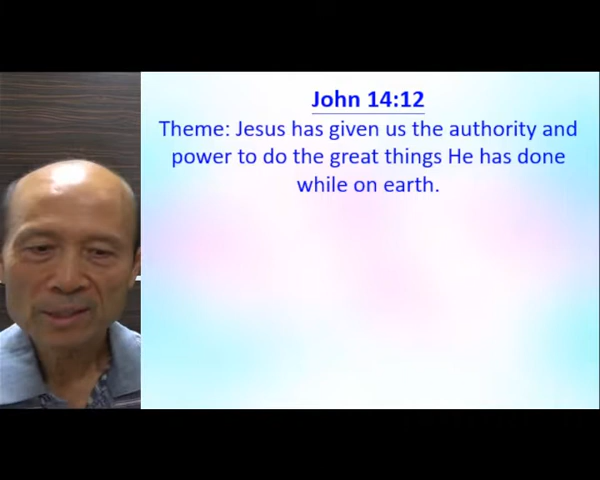 John 14:12
Theme: Jesus has given us the authority and
power to do the great things He has done
while on earth.